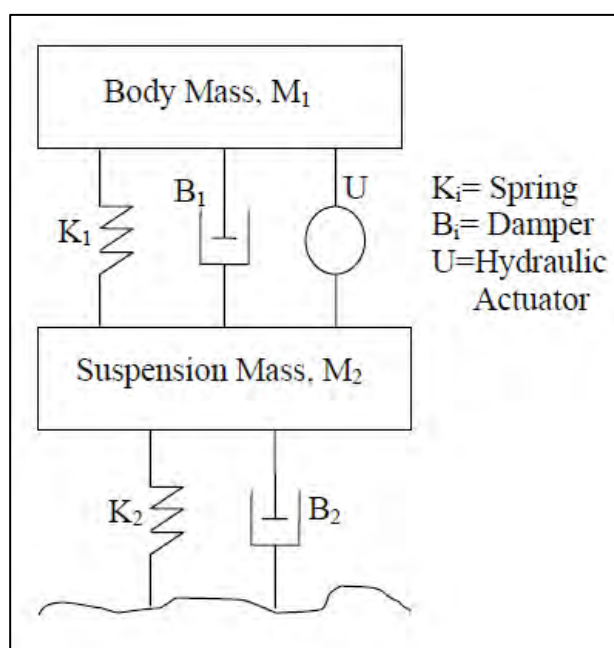 Body Mass, M₁
B₁
U
K₁
Kᵢ= Spring
Bᵢ= Damper
U=Hydraulic
Actuator
Suspension Mass, M₂
K₂
B₂